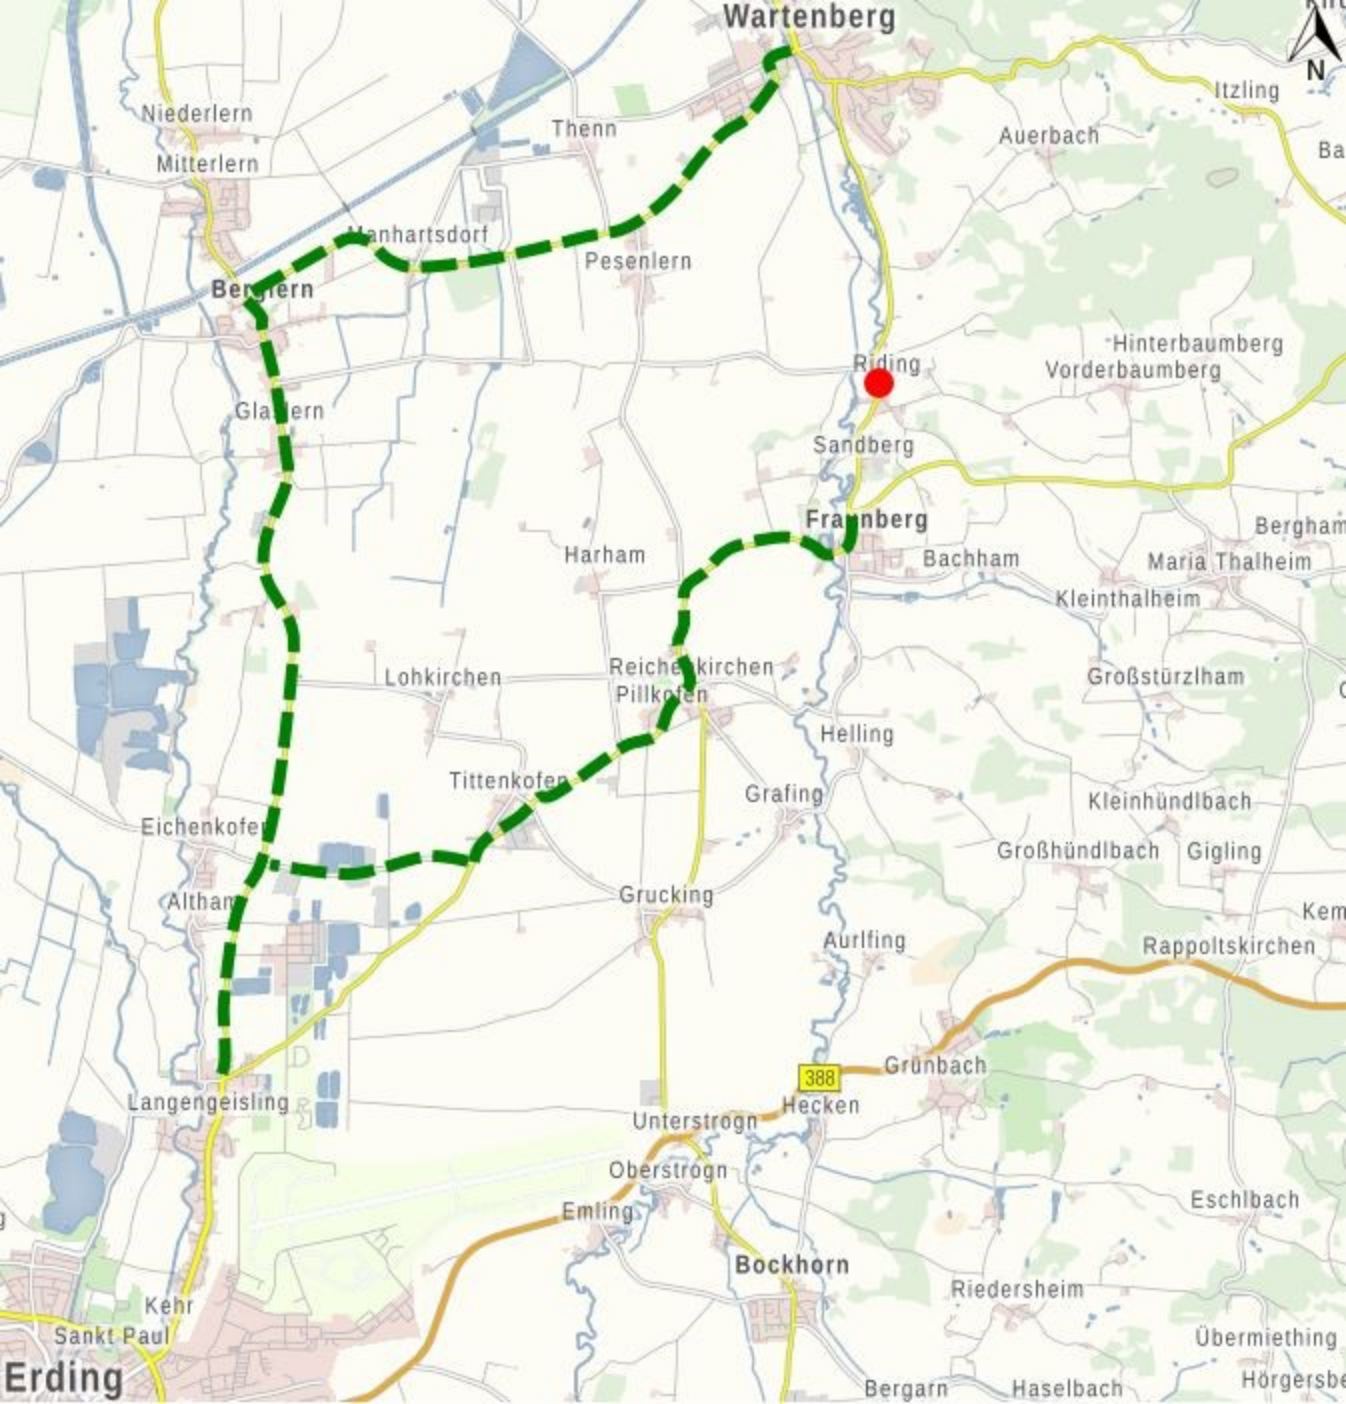 Wartenberg
N
Itzling
Niederlern
Thenn
Auerbach
Mitterlern
Manhartsdorf
Pesenlern
Berglern
Hinterbaumberg
Riding
Vorderbaumberg
Glaslern
Sandberg
Fraunberg
Bergham
Harham
Bachham
Maria Thalheim
Kleinthalheim
Reichenkirchen
Lohkirchen
Großstürzlham
Pillkofen
Helling
Tittenkofen
Grafing
Kleinhündlbach
Eichenkofen
Großhündlbach
Gigling
Grucking
Altham
Kem
Aurlfing
Rappoltskirchen
Grünbach
388
Langengeisling
Hecken
Unterstrogn
Oberstrogn
Eschlbach
Emling
Bockhorn
Riedersheim
Kehr
Sankt Paul
Übermiething
Erding
Hörgersbe
Bergarn
Haselbach